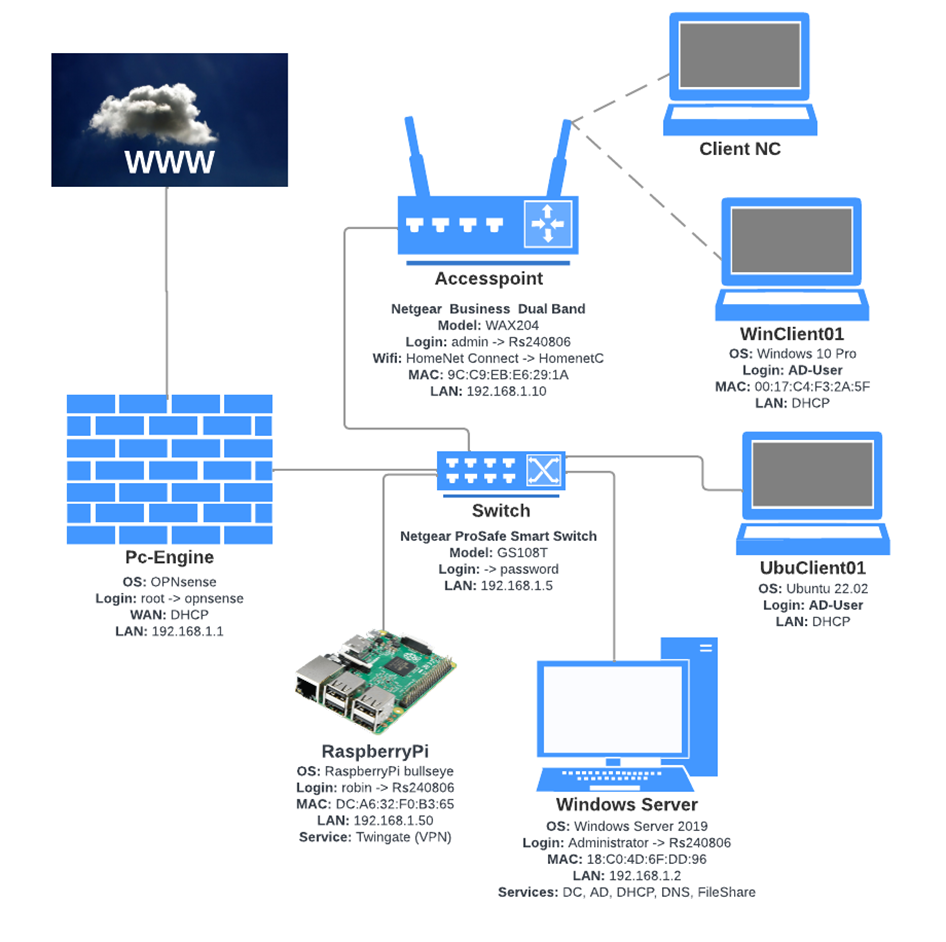 WWW
Client NC
Accesspoint
Netgear Business Dual Band
Model: WAX204
Login: admin -> Rs240806
Wifi: HomeNet Connect -> HomenetC
MAC: 9C:C9:EB:E6:29:1A
LAN: 192.168.1.10
WinClient01
OS: Windows 10 Pro
Login: AD-User
MAC: 00:17:C4:F3:2A:5F
LAN: DHCP
Pc-Engine
OS: OPNsense
Login: root -> opnsense
WAN: DHCP
LAN: 192.168.1.1
Switch
Netgear ProSafe Smart Switch
Model: GS108T
Login: -> password
LAN: 192.168.1.5
UbuClient01
OS: Ubuntu 22.02
Login: AD-User
LAN: DHCP
RaspberryPi
OS: RaspberryPi bullseye
Login: robin -> Rs240806
MAC: DC:A6:32:F0:B3:65
LAN: 192.168.1.50
Service: Twingate (VPN)
Windows Server
OS: Windows Server 2019
Login: Administrator -> Rs240806
MAC: 18:C0:4D:6F:DD:96
LAN: 192.168.1.2
Services: DC, AD, DHCP, DNS, FileShare